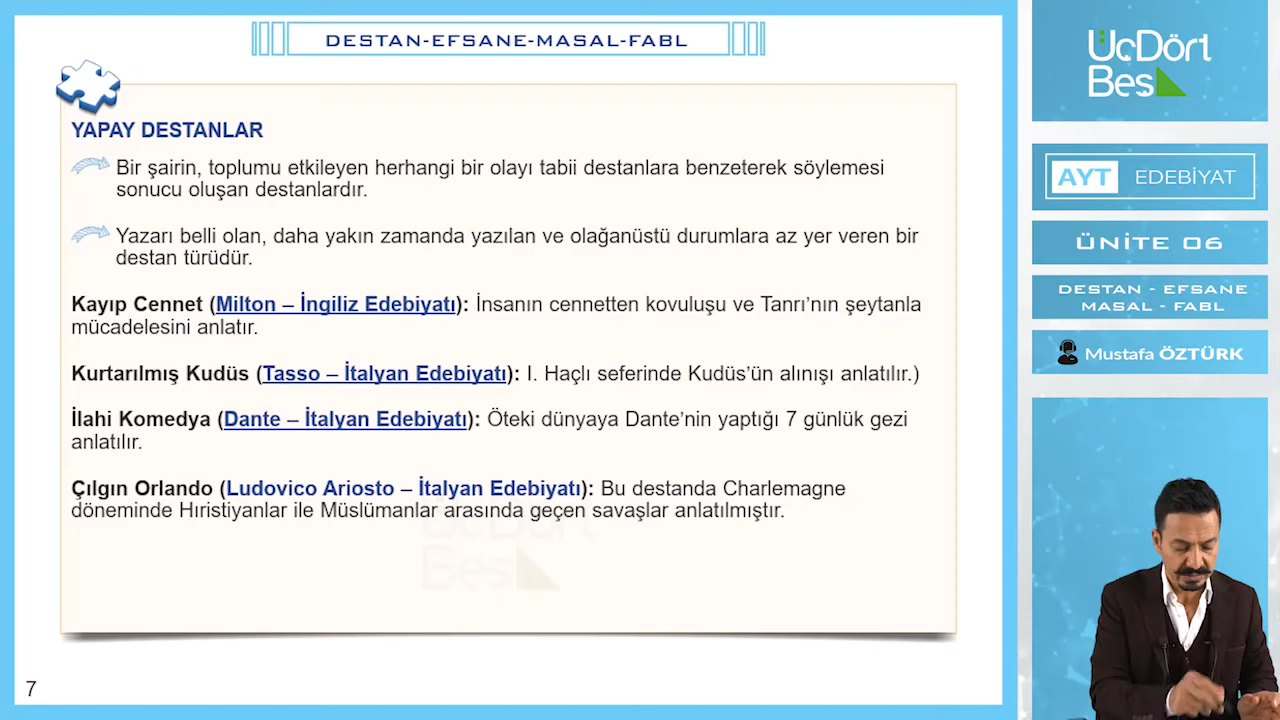 DESTAN-EFSANE-MASAL-FABL
YAPAY DESTANLAR
Bir şairin, toplumu etkileyen herhangi bir olayı tabii destanlara benzeterek söylemesi
sonucu oluşan destanlardır.
Yazarı belli olan, daha yakın zamanda yazılan ve olağanüstü durumlara az yer veren bir
destan türüdür.
Kayıp Cennet (Milton – İngiliz Edebiyatı): İnsanın cennetten kovuluşu ve Tanrı’nın şeytanla
mücadelesini anlatır.
Kurtarılmış Kudüs (Tasso – İtalyan Edebiyatı): I. Haçlı seferinde Kudüs’ün alınışı anlatılır.)
İlahi Komedya (Dante – İtalyan Edebiyatı): Öteki dünyaya Dante’nin yaptığı 7 günlük gezi
anlatılır.
Çılgın Orlando (Ludovico Ariosto – İtalyan Edebiyatı): Bu destanda Charlemagne
döneminde Hıristiyanlar ile Müslümanlar arasında geçen savaşlar anlatılmıştır.
ÜçDört
Beş
7
ÜçDört
Beş
AYT EDEBİYAT
ÜNİTE 06
DESTAN - EFSANE
MASAL - FABL
Mustafa ÖZTÜRK